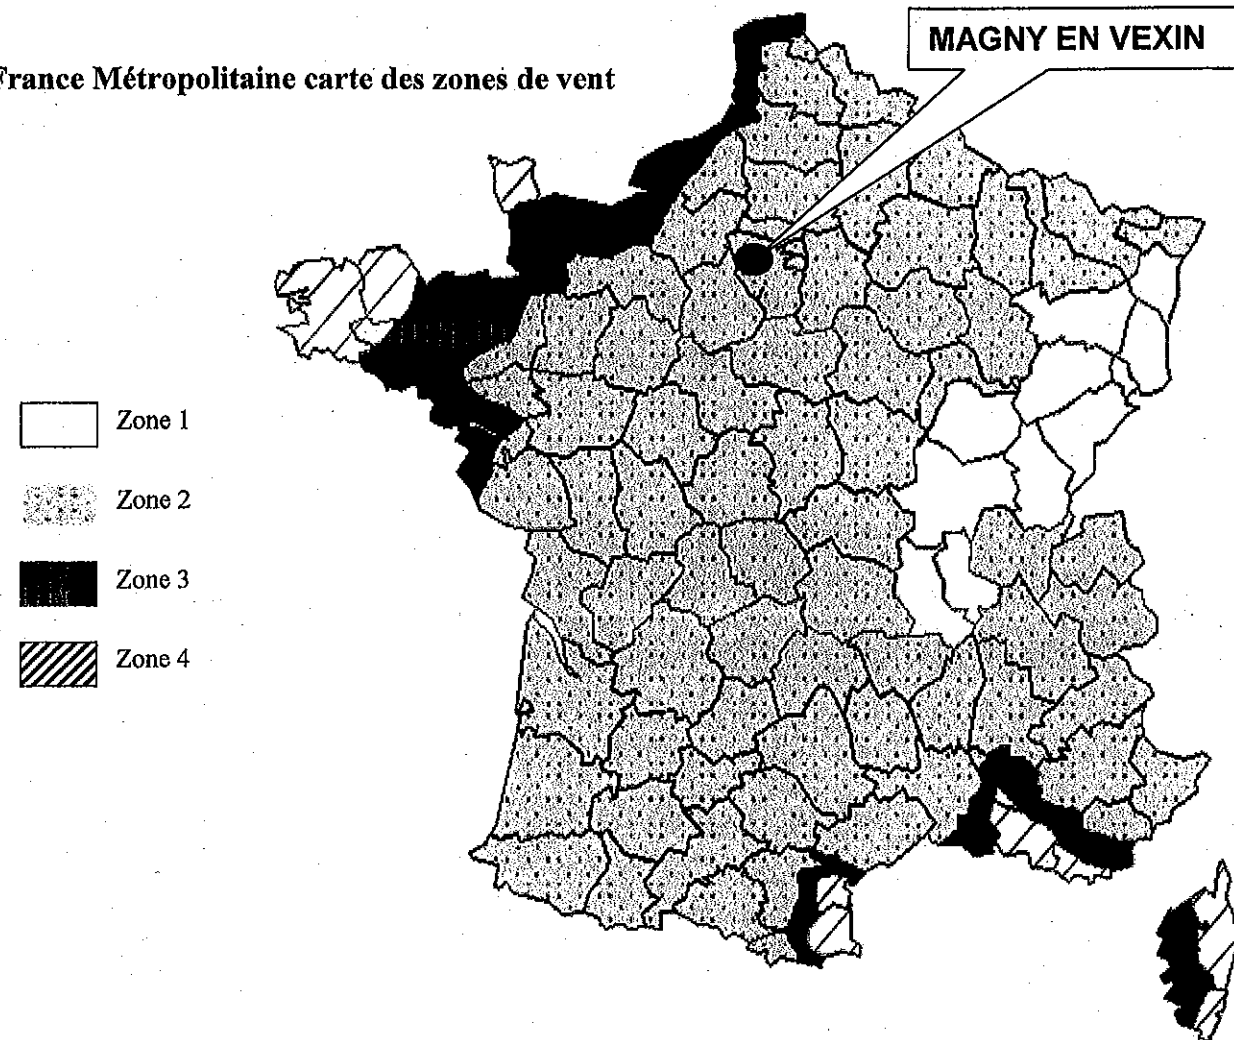 MAGNY EN VEXIN
France Métropolitaine carte des zones de vent
Zone 1
Zone 2
Zone 3
Zone 4